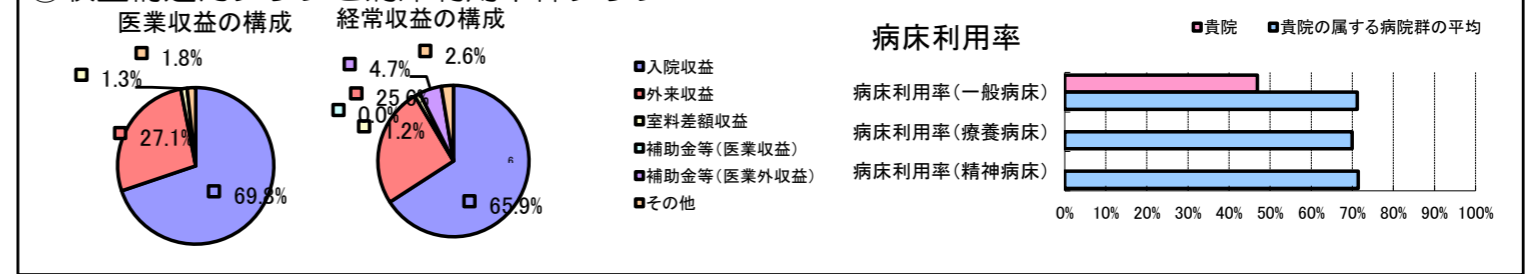 医業収益の構成
1.8%
1.3%
27.1%
69.8%
経常収益の構成
2.6%
4.7%
25.6%
0.0%
1.2%
65.9%
入院収益
外来収益
室料差額収益
補助金等(医業収益)
補助金等(医業外収益)
その他
病床利用率
貴院
貴院の属する病院群の平均
病床利用率(一般病床)
病床利用率(療養病床)
病床利用率(精神病床)
0% 10% 20% 30% 40% 50% 60% 70% 80% 90% 100%